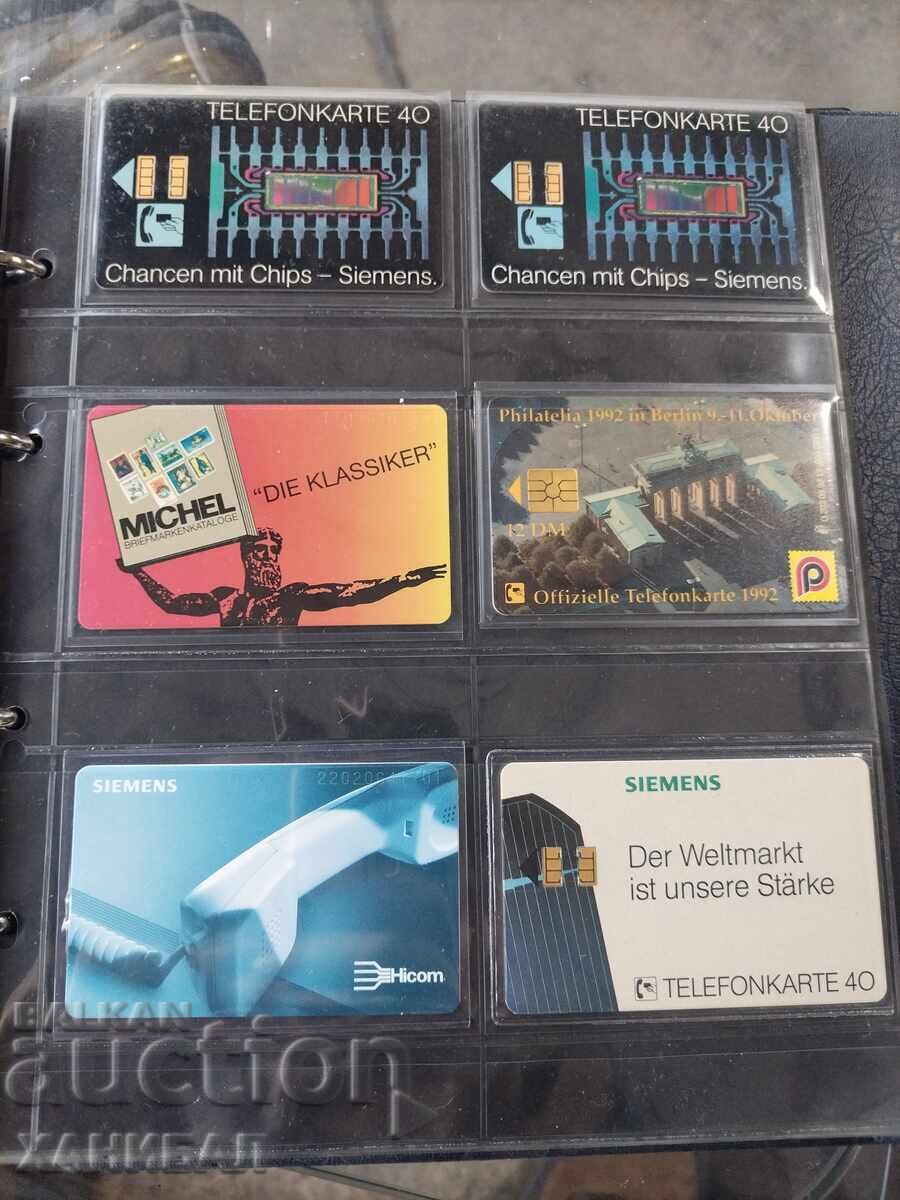 TELEFONKARTE 40
Chancen mit Chips – Siemens.
TELEFONKARTE 40
Chancen mit Chips – Siemens.
MICHEL
BRIEFMARKENKATALOGE
"DIE KLASSIKER"
Philatelia 1992 in Berlin 9.-11. Oktober
12 DM
Offizielle Telefonkarte 1992
P
SIEMENS
Hicom
SIEMENS
Der Weltmarkt
ist unsere Stärke
TELEFONKARTE 40
BALKAN
auction
ХАНИБАЛ